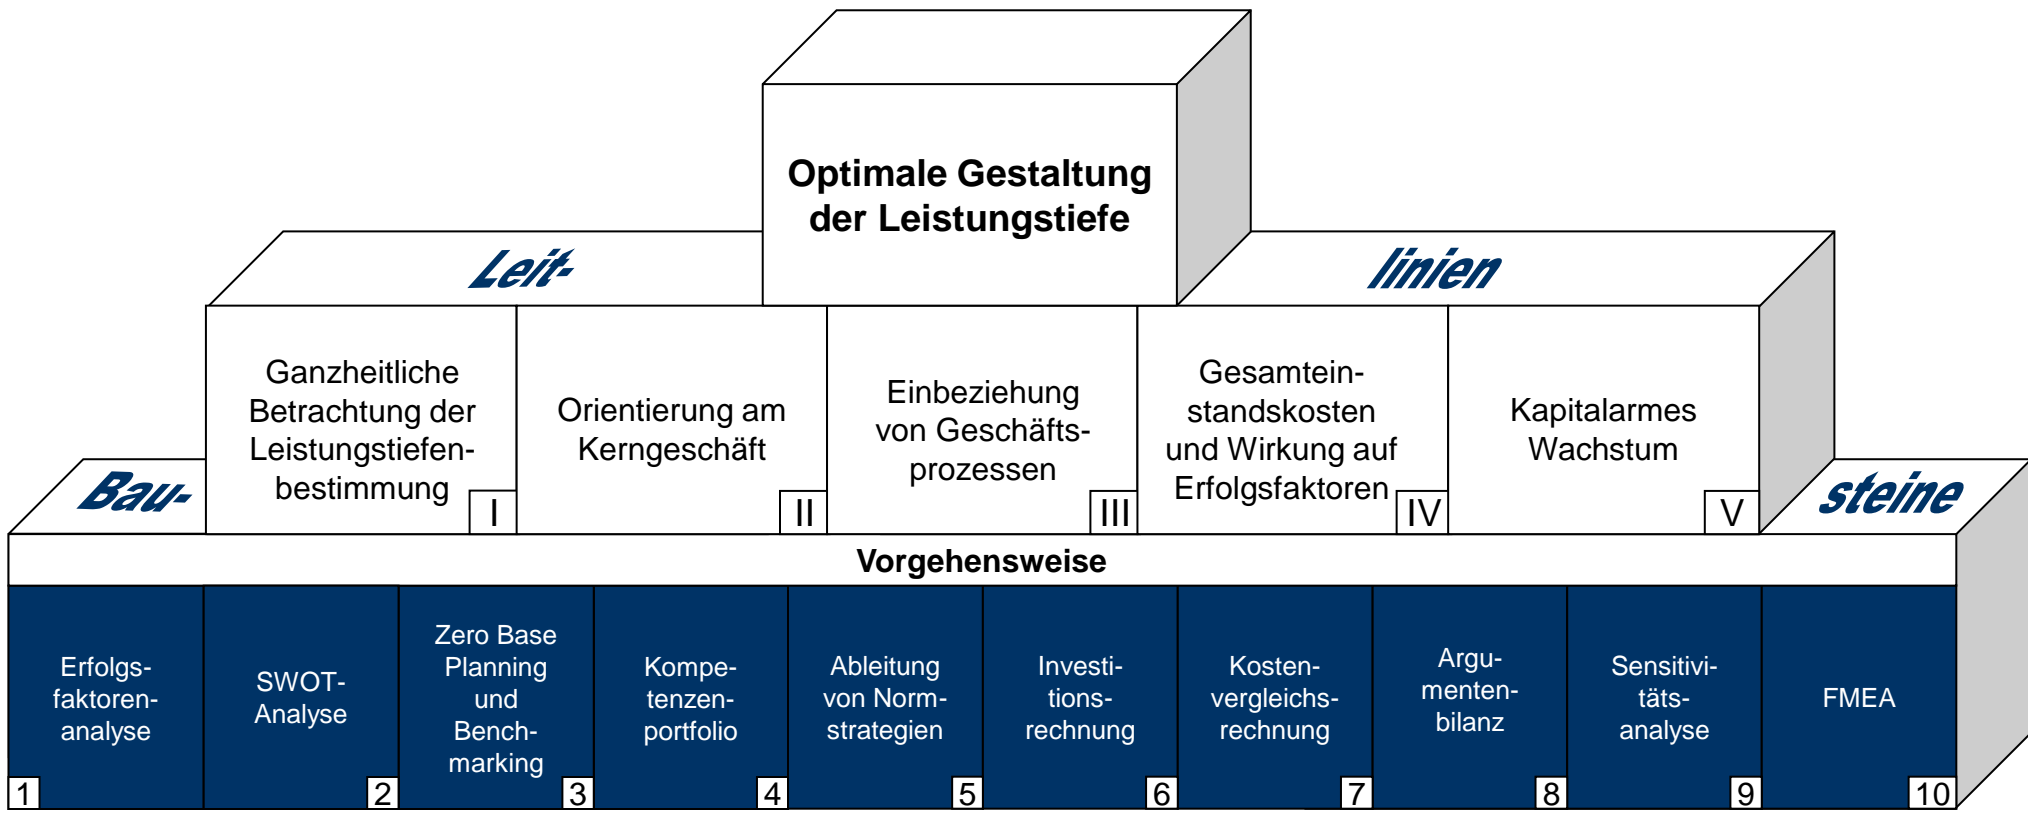 Optimale Gestaltung
der Leistungstiefe
Leit-
linien
Ganzheitliche
Betrachtung der
Leistungstiefen-
bestimmung
I
Orientierung am
Kerngeschäft
II
Einbeziehung
von Geschäfts-
prozessen
III
Gesamtein-
standskosten
und Wirkung auf
Erfolgsfaktoren
IV
Kapitalarmes
Wachstum
V
Bau-
steine
Vorgehensweise
Erfolgs-
faktoren-
analyse
1
SWOT-
Analyse
2
Zero Base
Planning
und
Bench-
marking
3
Kompe-
tenzen-
portfolio
4
Ableitung
von Norm-
strategien
5
Investi-
tions-
rechnung
6
Kosten-
vergleichs-
rechnung
7
Argu-
menten-
bilanz
8
Sensitivi-
täts-
analyse
9
FMEA
10